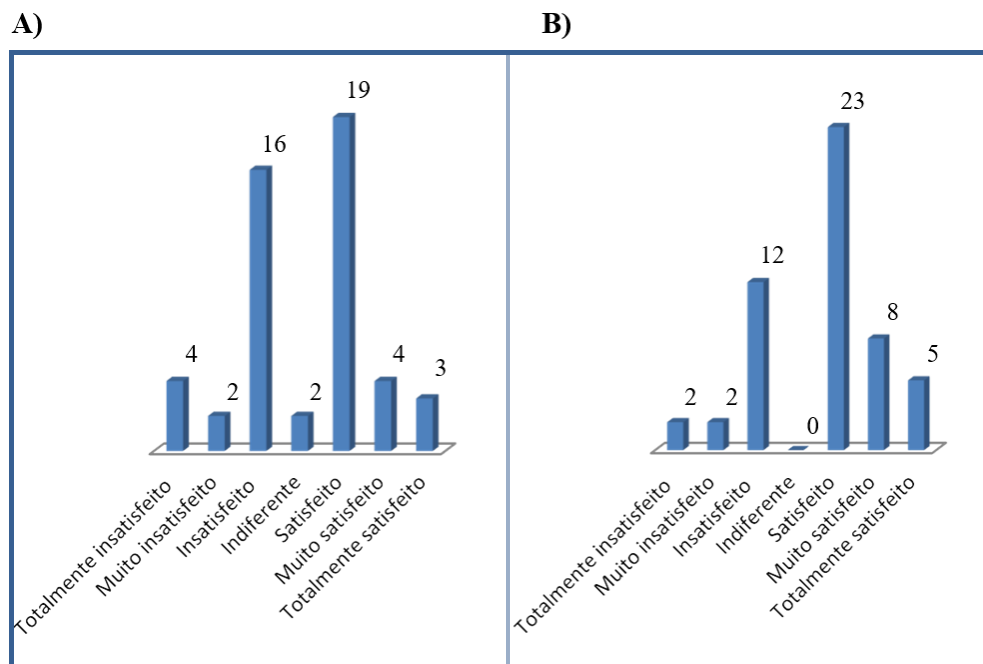 A)
B)
4
2
16
2
19
4
3
Totalmente insatisfeito
Muito insatisfeito
Insatisfeito
Indiferente
Satisfeito
Muito satisfeito
Totalmente satisfeito
2
2
12
0
23
8
5
Totalmente insatisfeito
Muito insatisfeito
Insatisfeito
Indiferente
Satisfeito
Muito satisfeito
Totalmente satisfeito